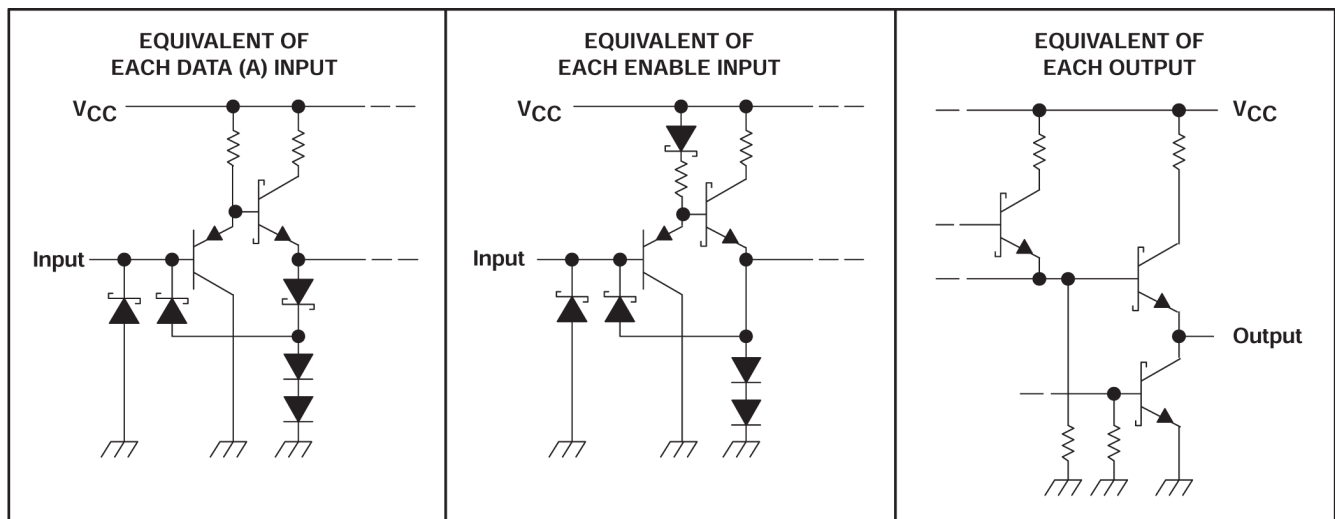 EQUIVALENT OF
EACH DATA (A) INPUT
VCC
Input
EQUIVALENT OF
EACH ENABLE INPUT
VCC
Input
EQUIVALENT OF
EACH OUTPUT
VCC
Output